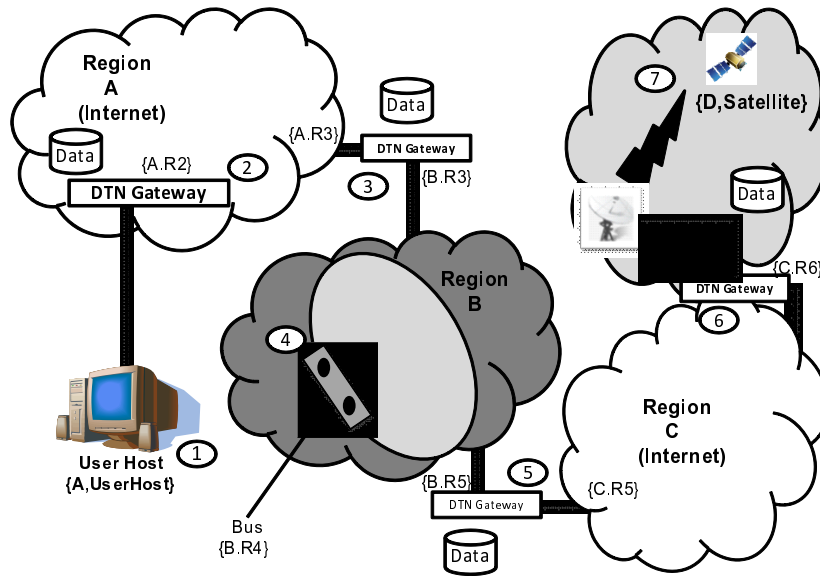 Region
A
(Internet)
Data
{A.R2}
2
DTN Gateway
Data
{A.R3}
DTN Gateway
3
{B.R3}
7
{D,Satellite}
Data
{C.R6}
DTN Gateway
6
Region
B
4
User Host
{A,UserHost}
1
Bus
{B.R4}
{B.R5}
5
DTN Gateway
{C.R5}
Data
Region
C
(Internet)